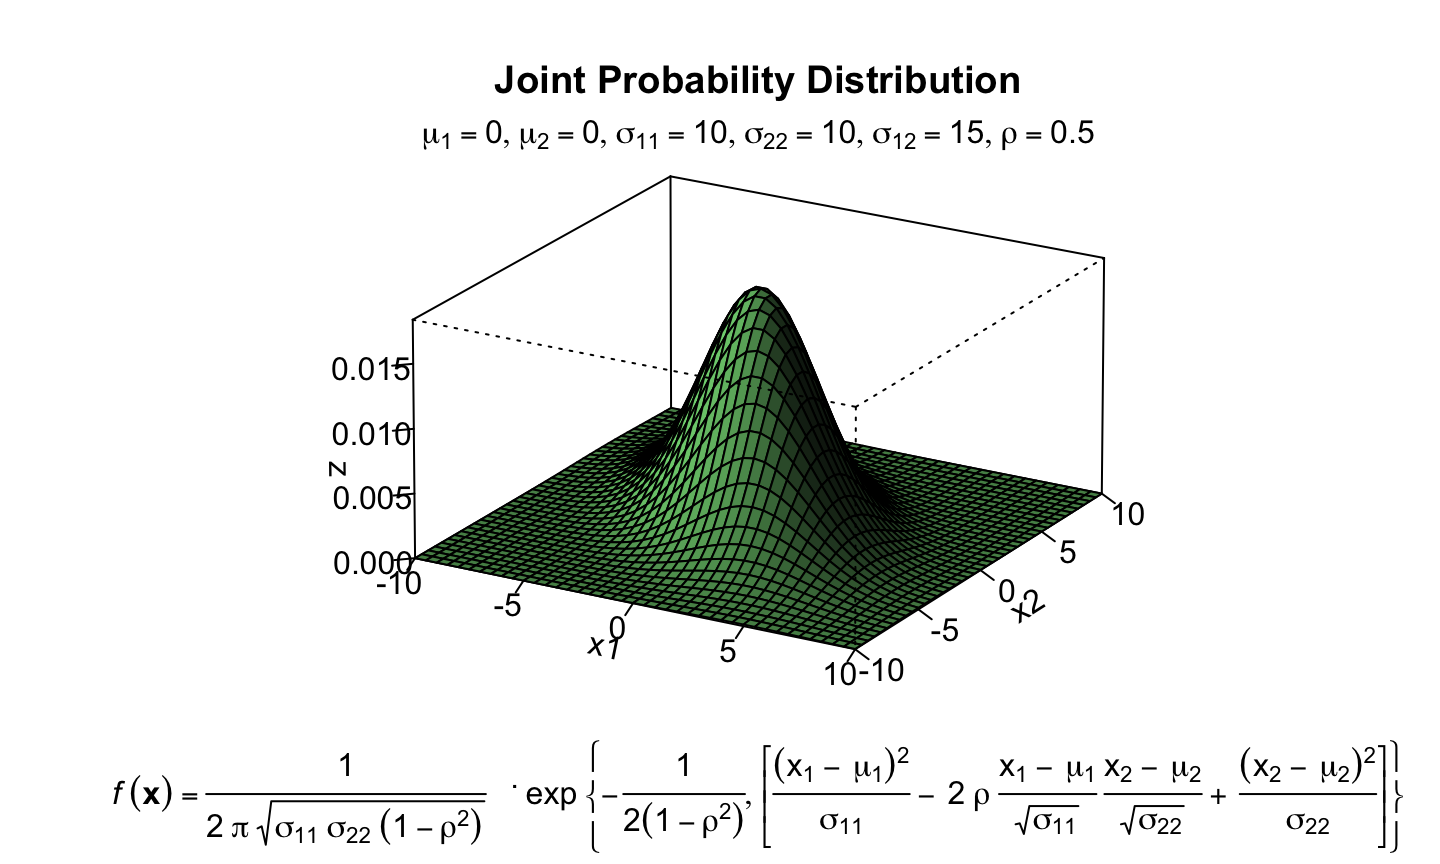 Joint Probability Distribution
μ₁ = 0, μ₂ = 0, σ₁₁ = 10, σ₂₂ = 10, σ₁₂ = 15, ρ = 0.5
0.015
0.010
z
0.005
0.000
-10
-5
0
x1
5
10
-10
-5
0
x2
5
10
f(x) = 1 / (2 π √(σ₁₁ σ₂₂ (1 − ρ²))) · exp {− 1 / (2(1 − ρ²)), [(x₁ − μ₁)² / σ₁₁ − 2 ρ (x₁ − μ₁) / √σ₁₁ (x₂ − μ₂) / √σ₂₂ + (x₂ − μ₂)² / σ₂₂]}